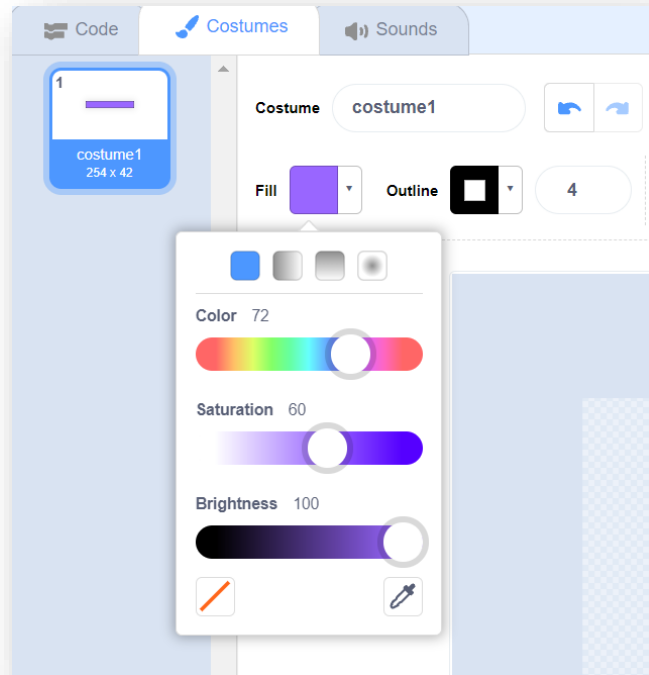 Code
Costumes
Sounds
1
costume1
254 x 42
Costume
costume1
Fill
Outline
4
Color 72
Saturation 60
Brightness 100